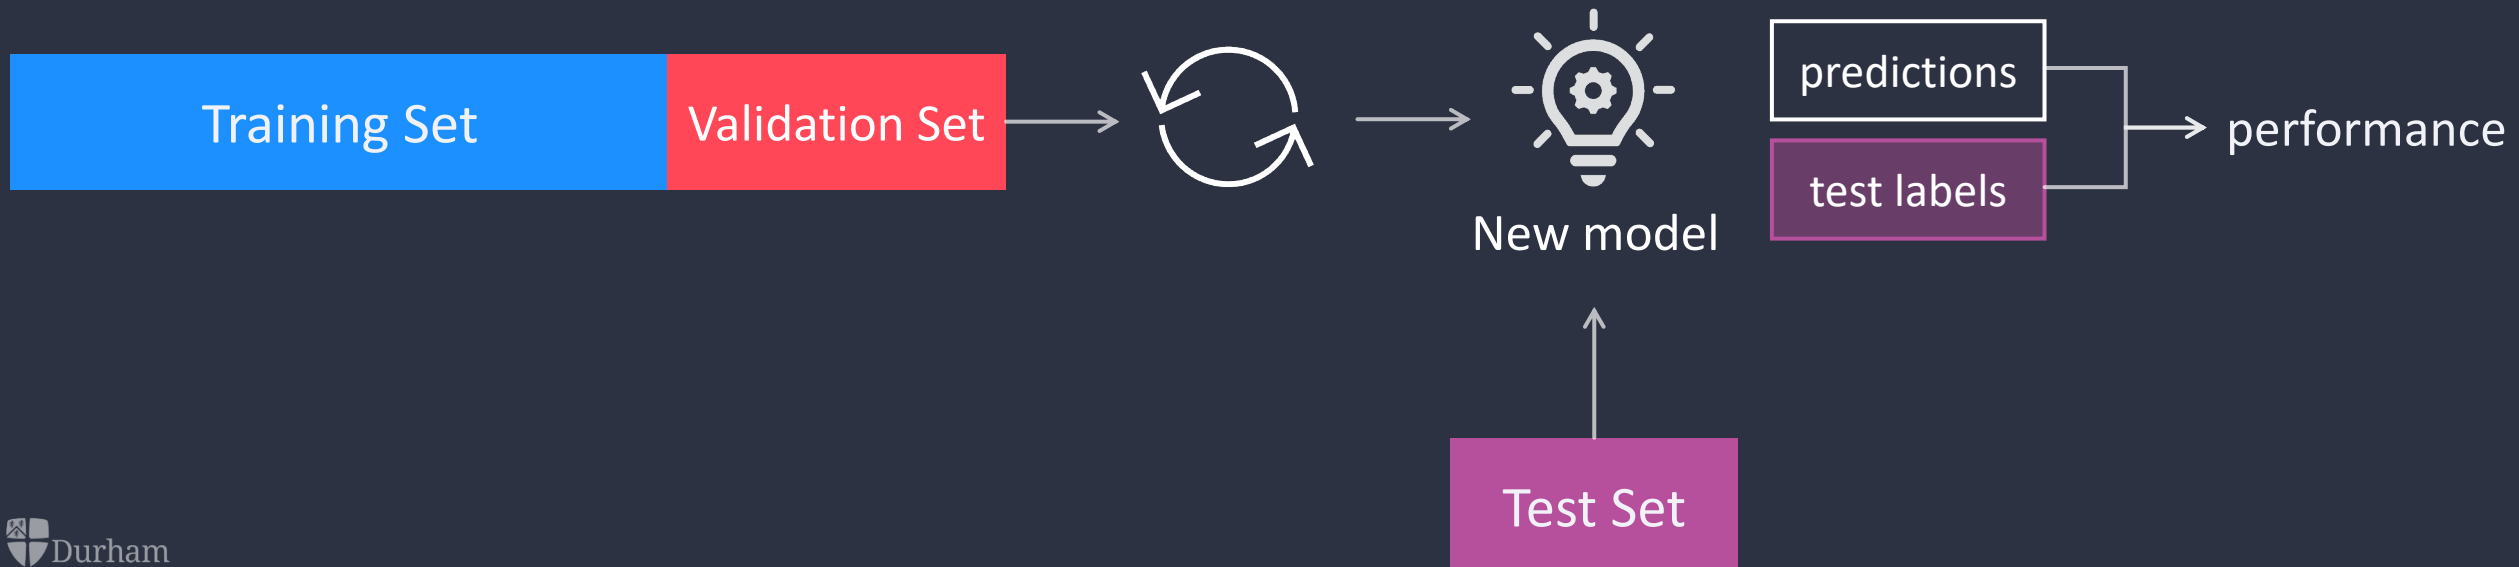 Training Set
Validation Set
New model
predictions
test labels
performance
Test Set
Durham